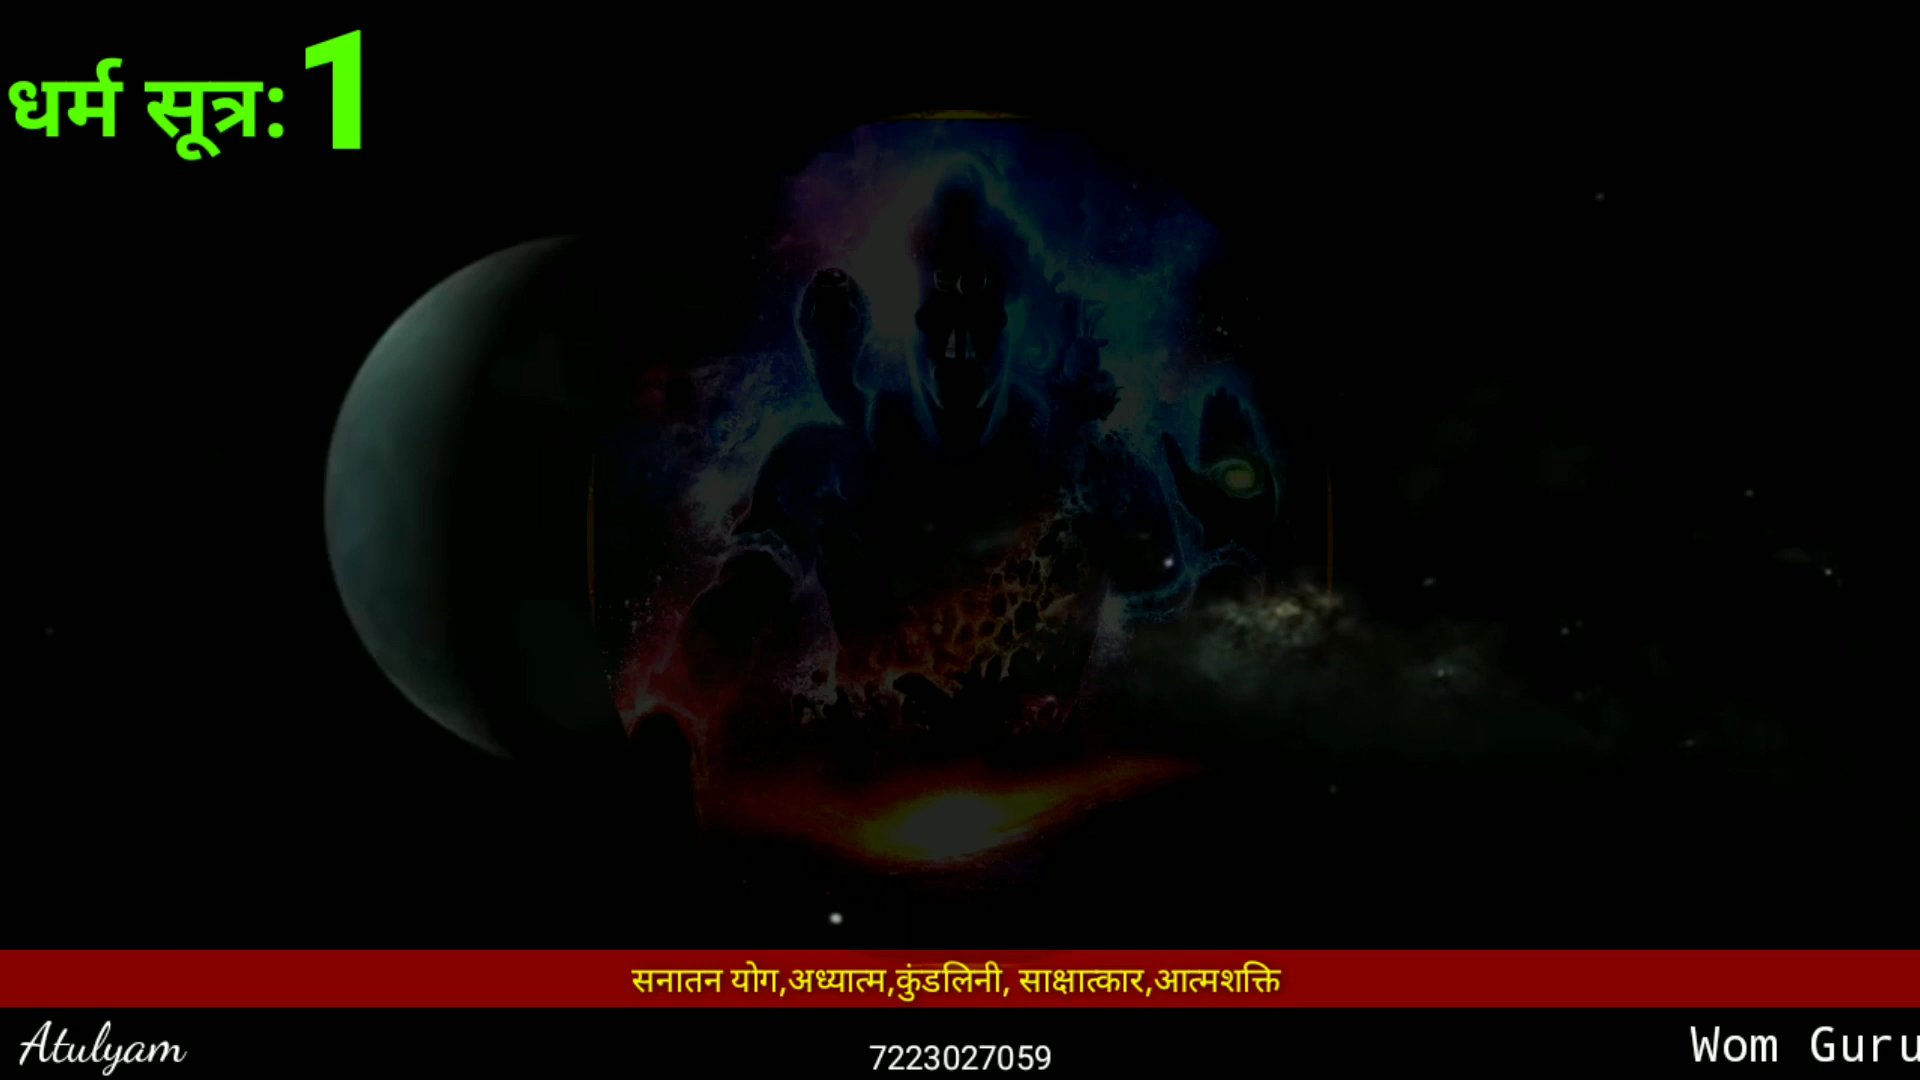 धर्म सूत्र: 1
सनातन योग,अध्यात्म,कुंडलिनी, साक्षात्कार,आत्मशक्ति
Atulyam
7223027059
Wom Guru